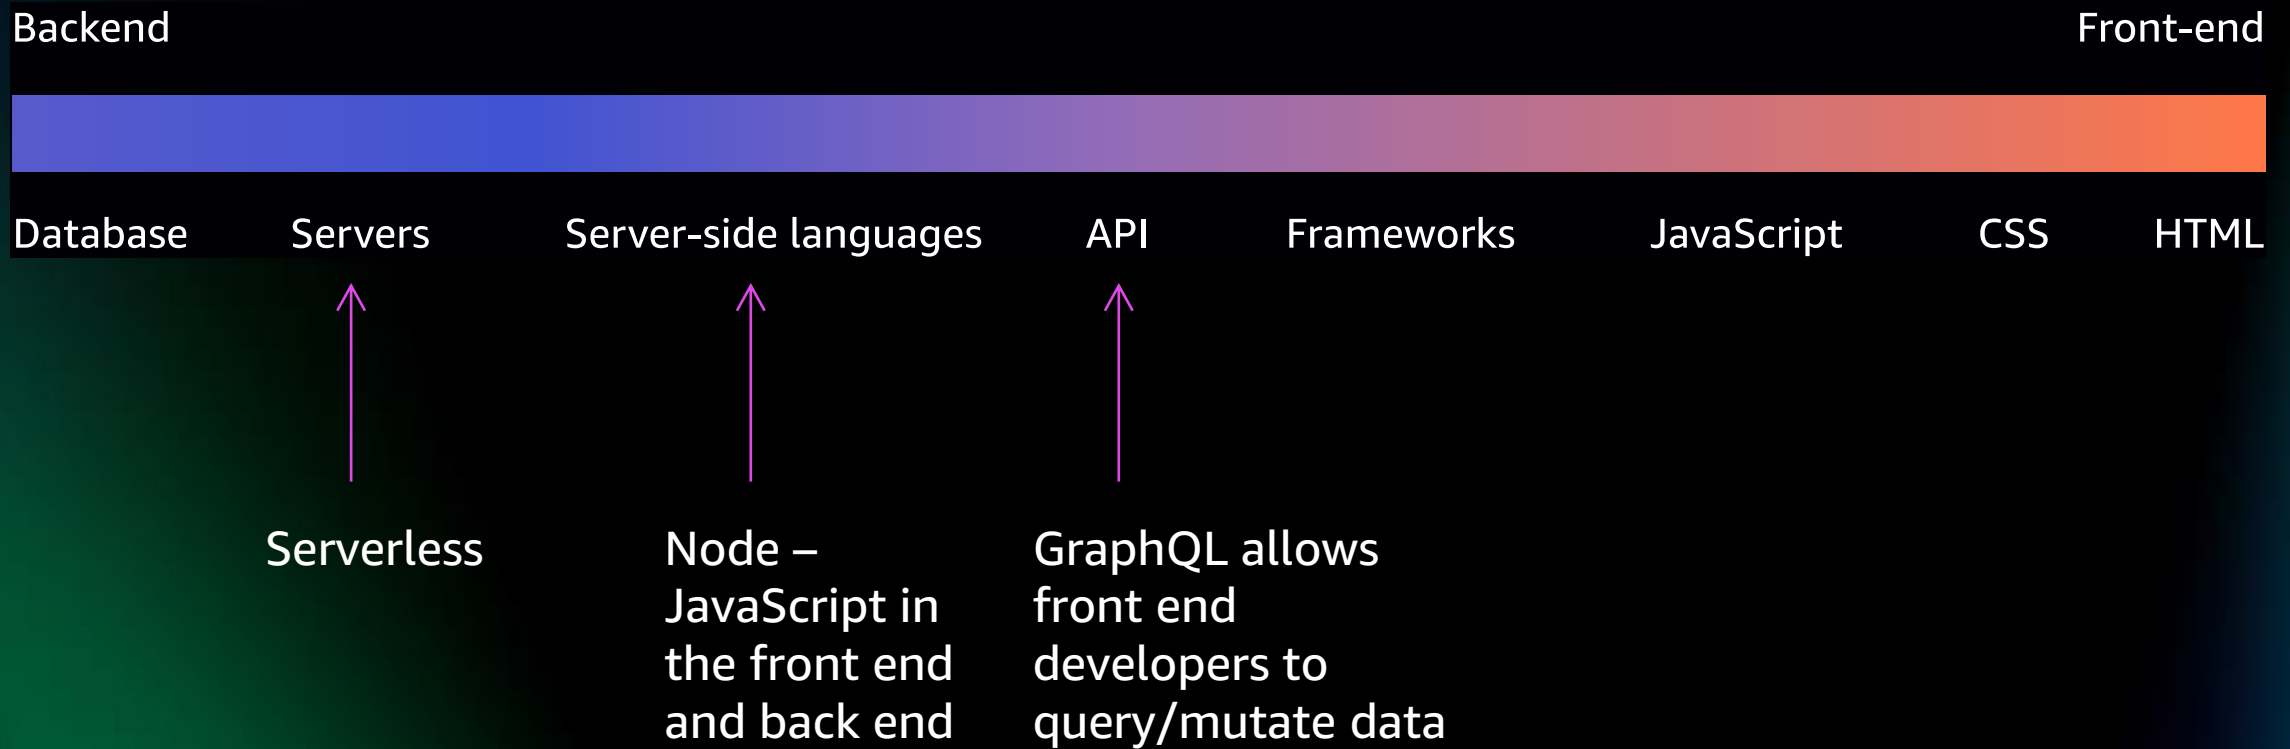 Backend Front-end
Database Servers Server-side languages API Frameworks JavaScript CSS HTML
Serverless
Node –
JavaScript in
the front end
and back end
GraphQL allows
front end
developers to
query/mutate data